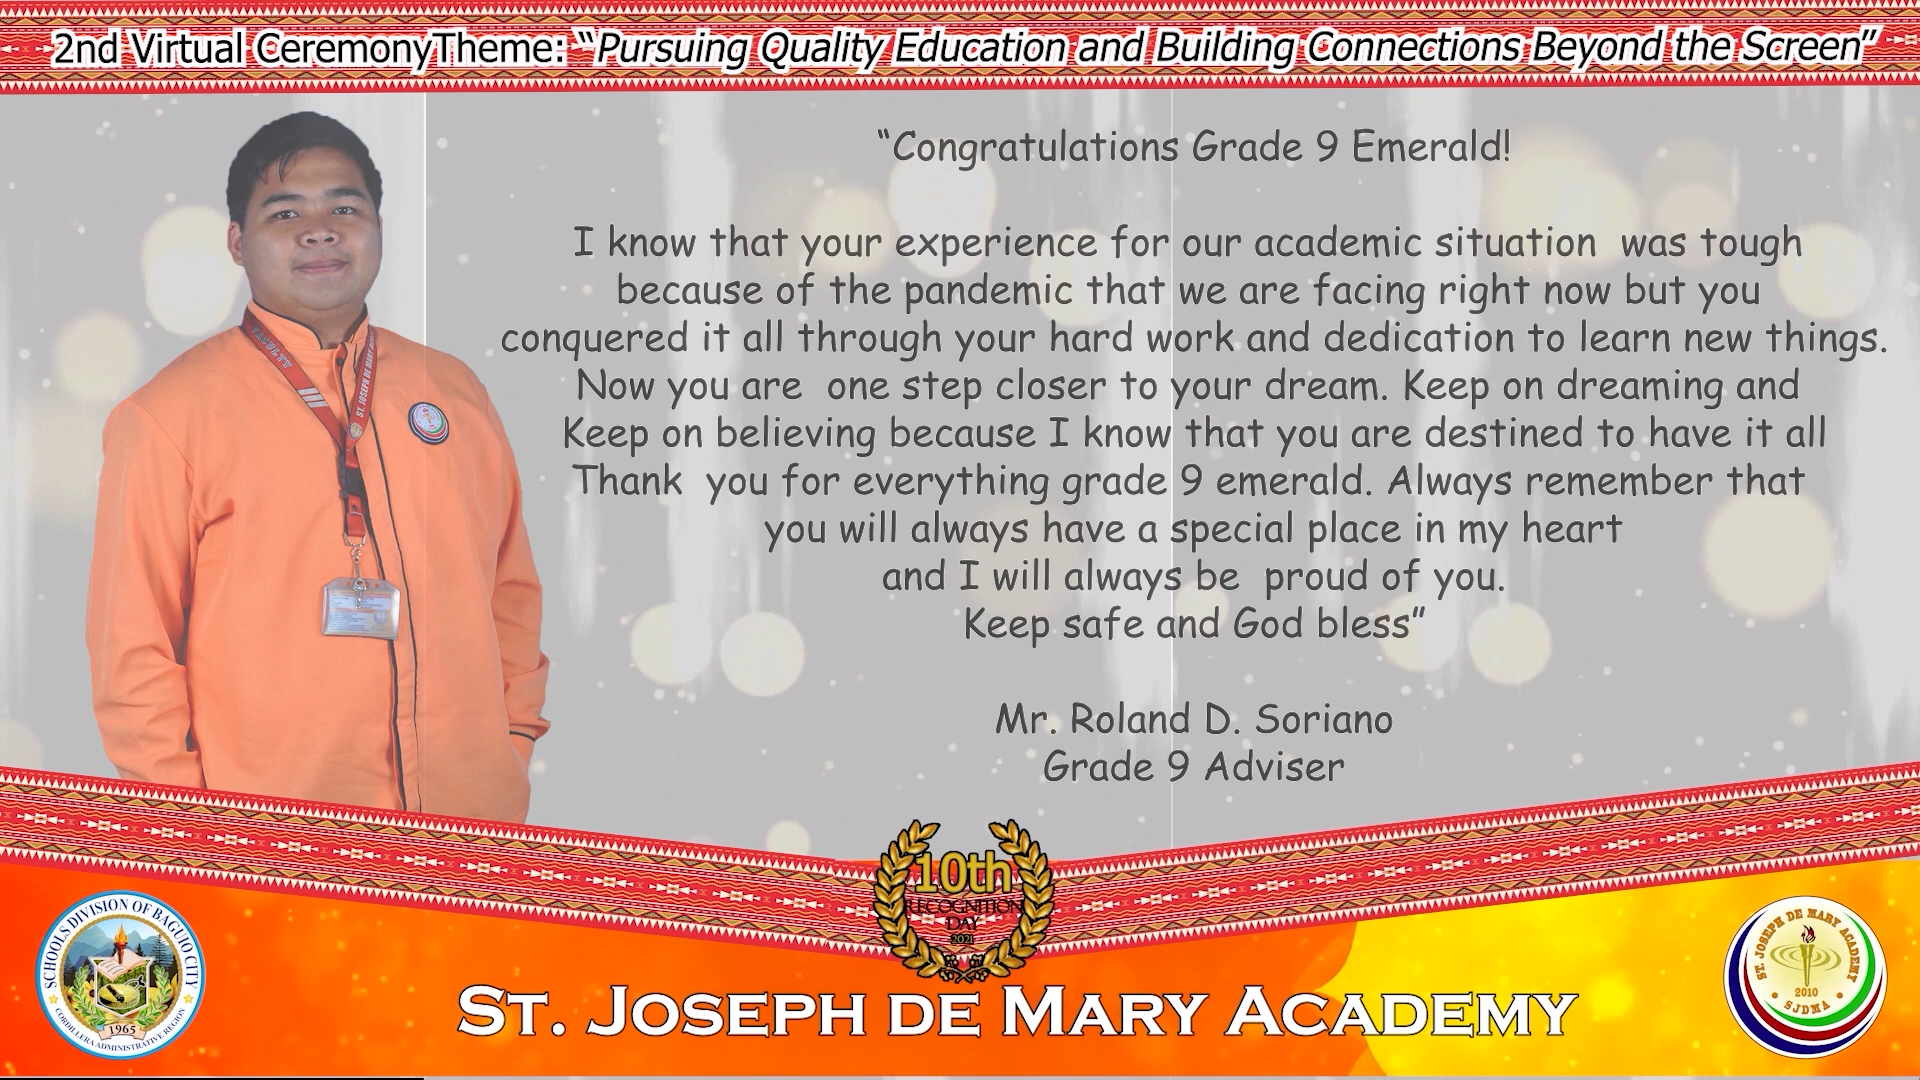 2nd Virtual CeremonyTheme: “Pursuing Quality Education and Building Connections Beyond the Screen”
“Congratulations Grade 9 Emerald!
I know that your experience for our academic situation  was tough
because of the pandemic that we are facing right now but you
conquered it all through your hard work and dedication to learn new things.
Now you are  one step closer to your dream. Keep on dreaming and
Keep on believing because I know that you are destined to have it all
Thank  you for everything grade 9 emerald. Always remember that
you will always have a special place in my heart
and I will always be  proud of you.
Keep safe and God bless”
Mr. Roland D. Soriano
Grade 9 Adviser
FACULTY
ST. JOSEPH DE MARY
10th
RECOGNITION
DAY
2021
SCHOOLS DIVISION OF BAGUIO CITY
1965
CORDILLERA ADMINISTRATIVE REGION
ST. JOSEPH DE MARY ACADEMY
ST. JOSEPH DE MARY ACADEMY
2010
SJDMA